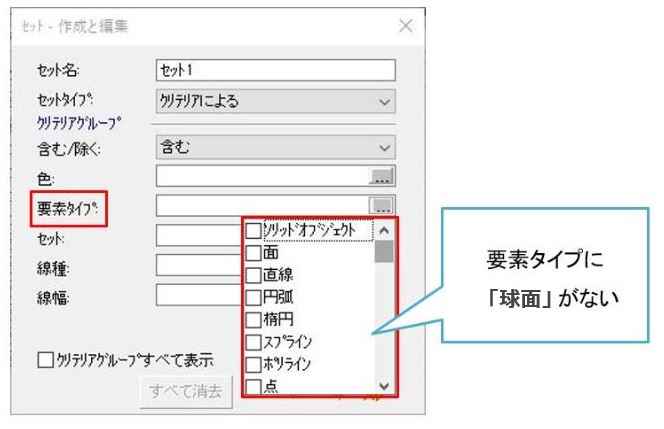 ｾｯﾄ - 作成と編集
ｾｯﾄ名:
ｾｯﾄ1
ｾｯﾄﾀｲﾌﾟ:
ｸﾘﾃﾘｱによる
ｸﾘﾃﾘｱｸﾞﾙｰﾌﾟ
含む/除く:
含む
色:
...
要素ﾀｲﾌﾟ:
...
ｾｯﾄ:
線種:
線幅:
ｿﾘｯﾄﾞｵﾌﾞｼﾞｪｸﾄ
面
直線
円弧
楕円
ｽﾌﾟﾗｲﾝ
ﾎﾟﾘﾗｲﾝ
点
ｸﾘﾃﾘｱｸﾞﾙｰﾌﾟすべて表示
すべて消去
要素タイプに
「球面」がない